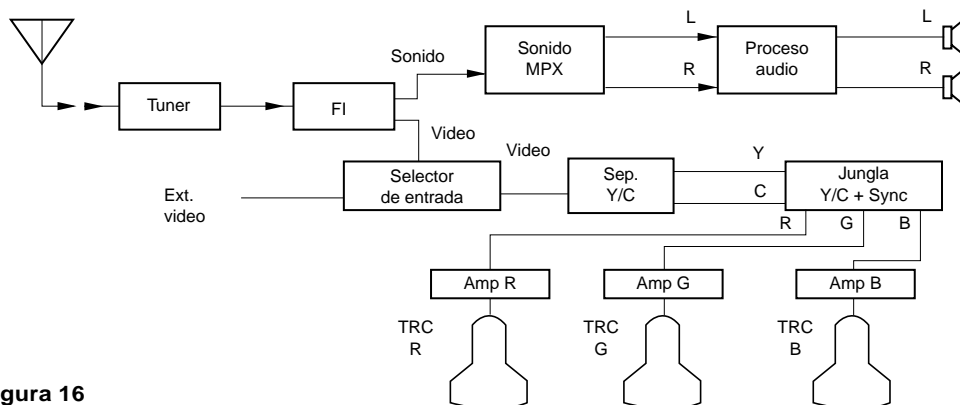 L
L
Sonido
MPX
Proceso
audio
Sonido
R
R
Tuner
FI
Video
Video
Y
Selector
de entrada
Sep.
Y/C
Jungla
Y/C + Sync
Ext.
video
C
R
G
B
Amp R
Amp G
Amp B
TRC
R
TRC
G
TRC
B
gura 16